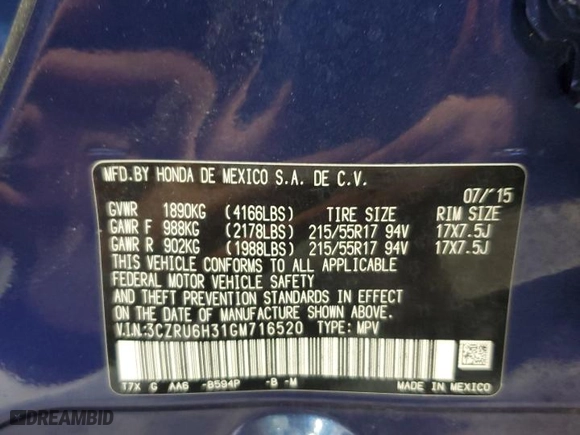 MFD.BY HONDA DE MEXICO S.A. DE C.V.
07/'15
GVWR 1890KG (4166LBS) TIRE SIZE RIM SIZE
GAWR F 988KG (2178LBS) 215/55R17 94V 17X7.5J
GAWR R 902KG (1988LBS) 215/55R17 94V 17X7.5J
THIS VEHICLE CONFORMS TO ALL APPLICABLE
FEDERAL MOTOR VEHICLE SAFETY
AND THEFT PREVENTION STANDARDS IN EFFECT
ON THE DATE OF MANUFACTURE SHOWN ABOVE.
V.I.N:3CZRU6H31GM716520 TYPE: MPV
T7X G AA6 -B594P -B -M
MADE IN MEXICO
DREAMBID